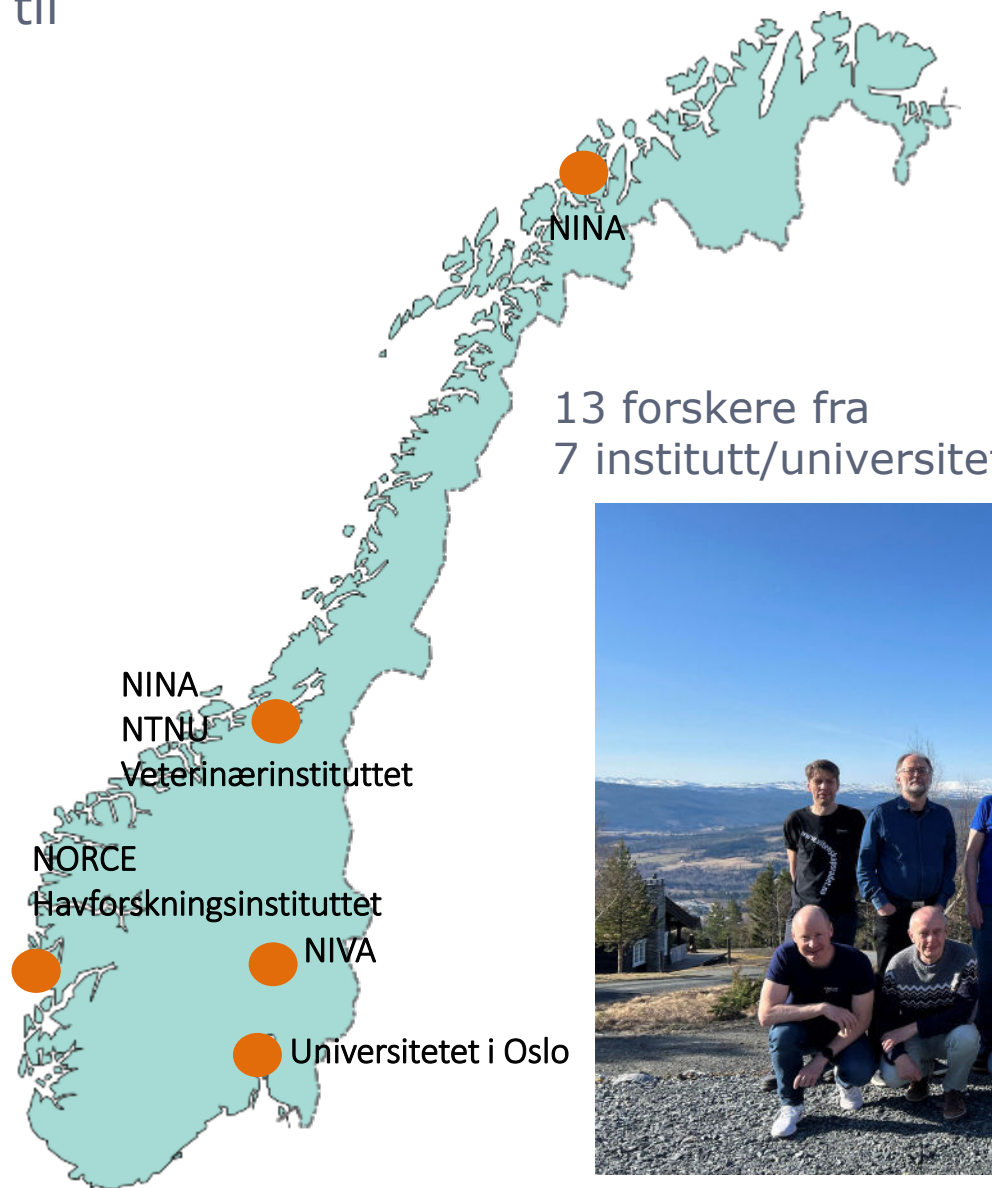 til
NINA
13 forskere fra
7 institutt/universitet
NINA
NTNU
Veterinærinstituttet
NORCE
Havforskningsinstituttet
NIVA
Universitetet i Oslo